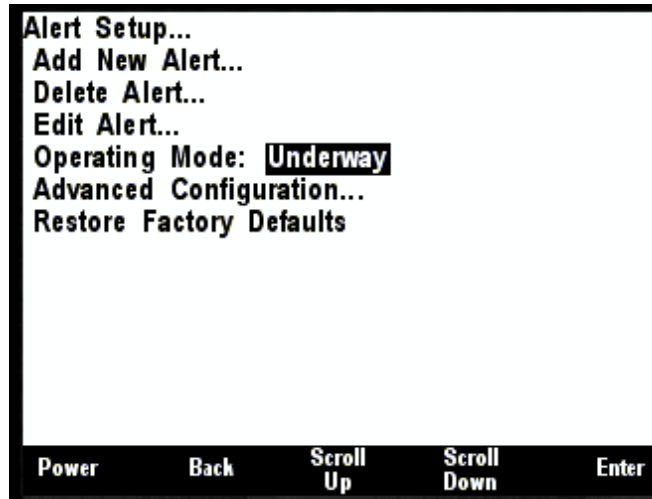 Alert Setup...
Add New Alert...
Delete Alert...
Edit Alert...
Operating Mode: Underway
Advanced Configuration...
Restore Factory Defaults
Power Back Scroll Up Scroll Down Enter